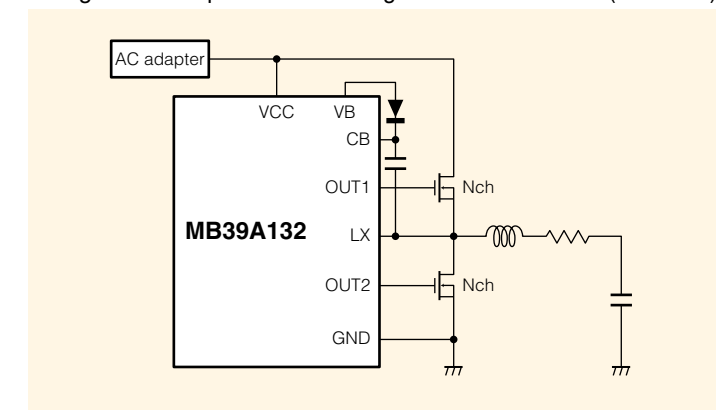 AC adapter
VCC
VB
CB
OUT1
Nch
MB39A132
LX
OUT2
Nch
GND